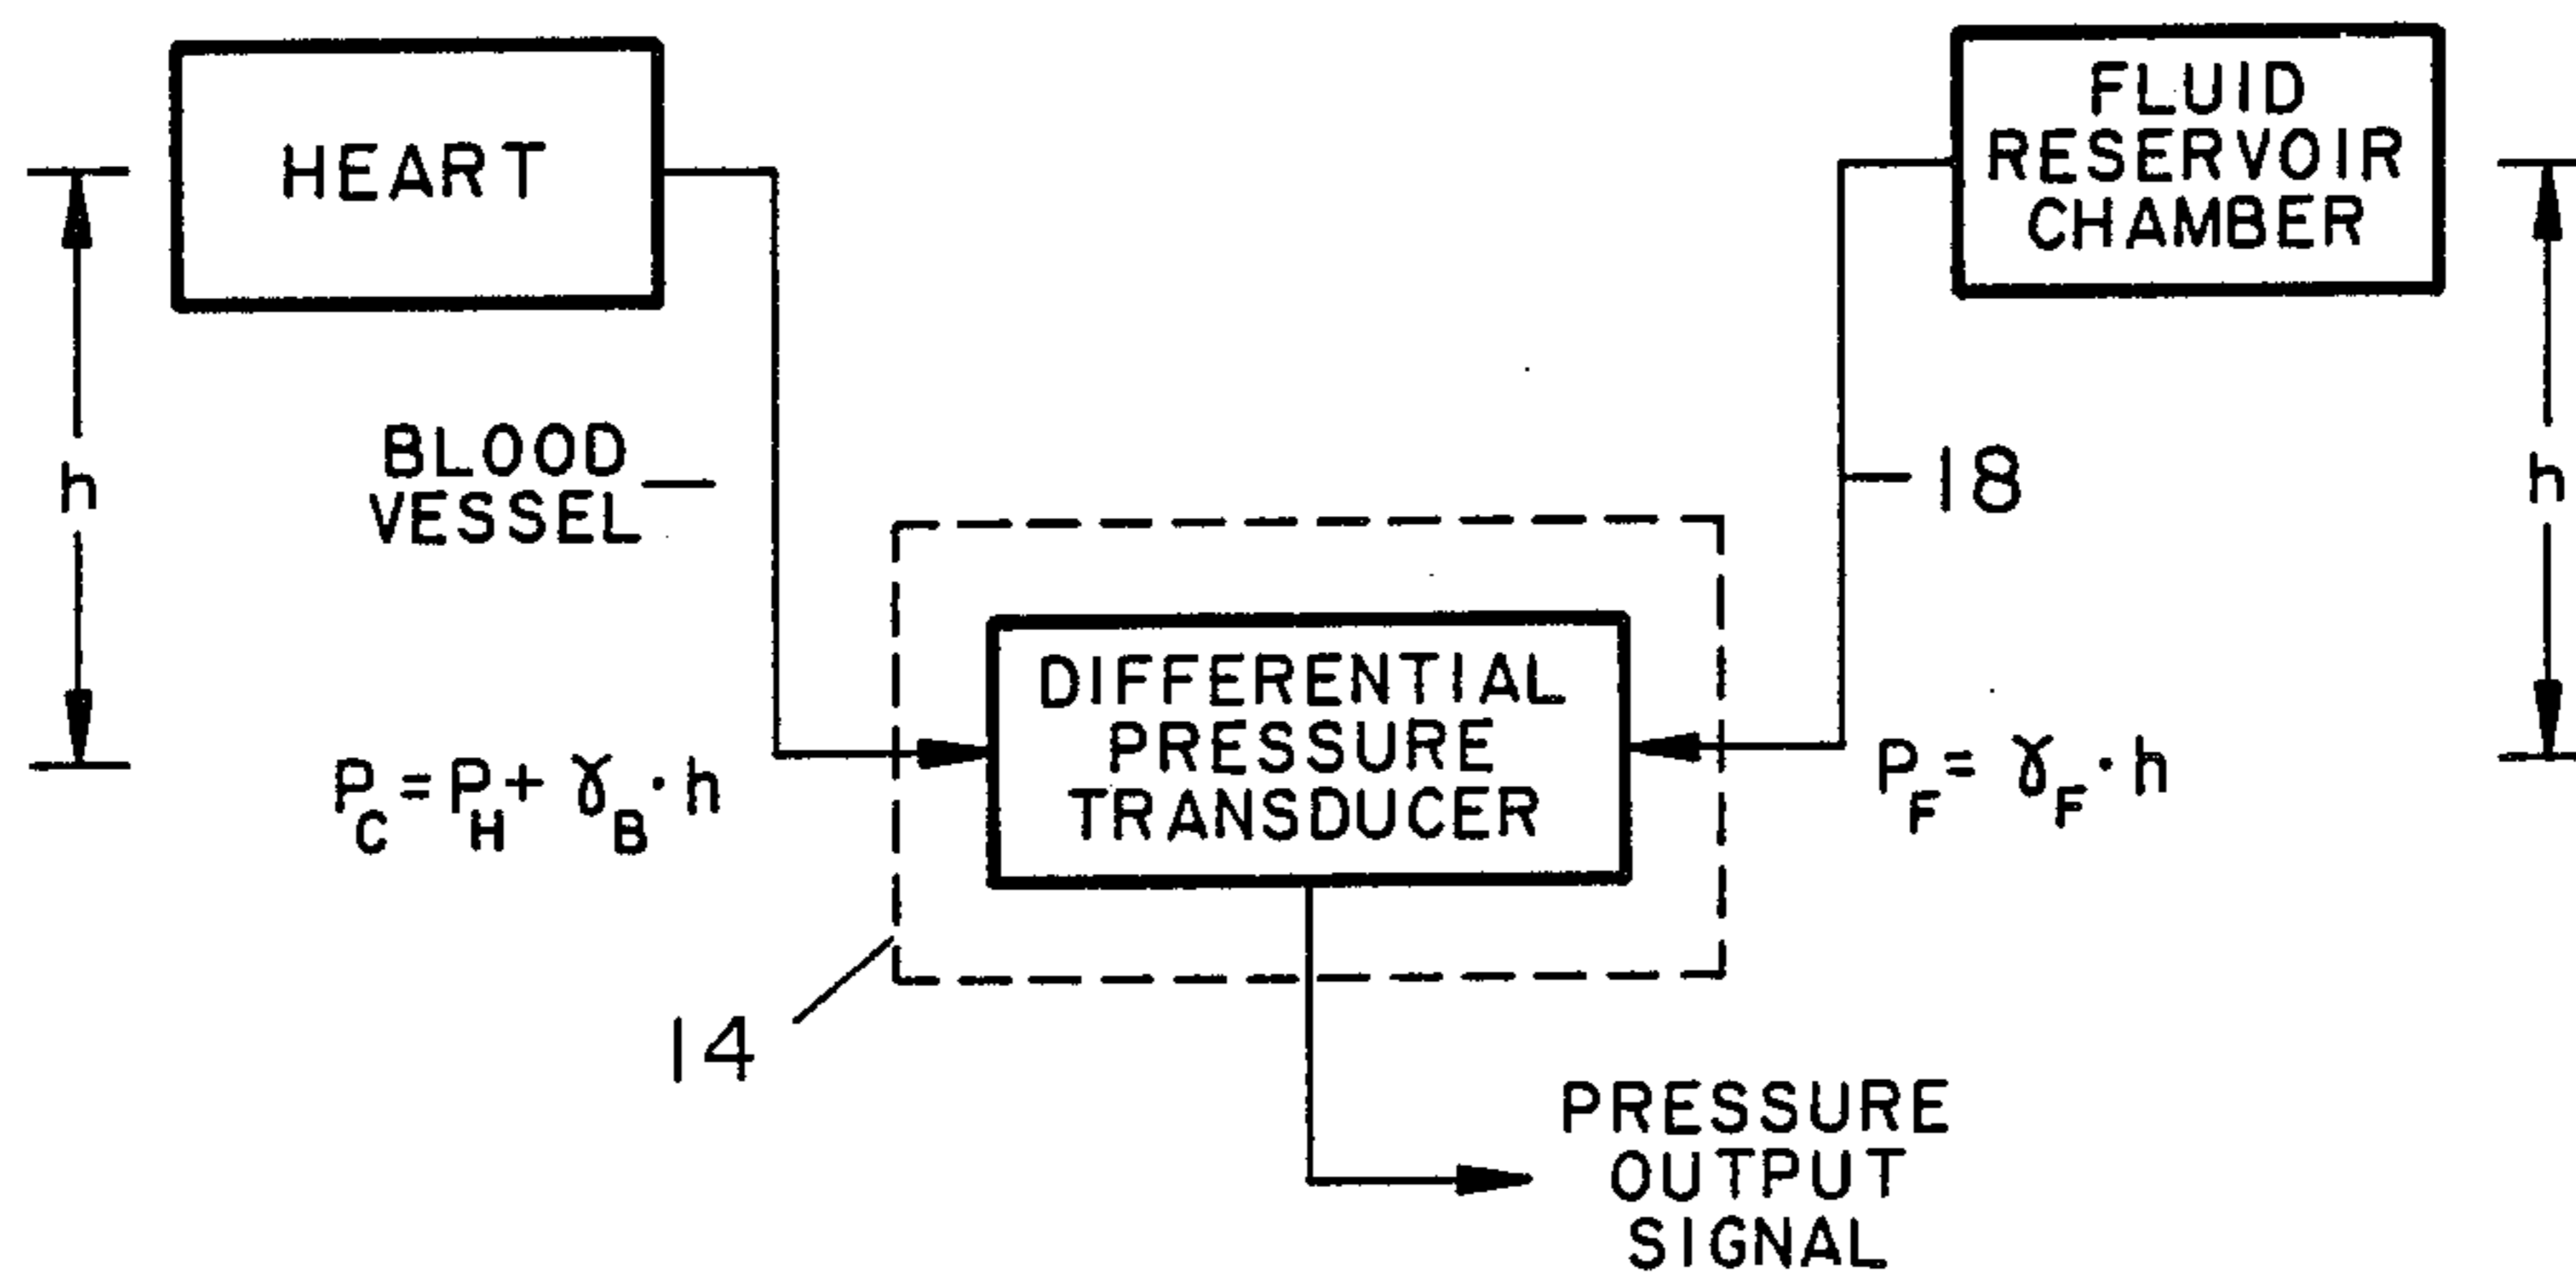 HEART
FLUID
RESERVOIR
CHAMBER
h
BLOOD
VESSEL
18
h
DIFFERENTIAL
PRESSURE
TRANSDUCER
P_C = P_H + γ_B · h
P_F = γ_F · h
14
PRESSURE
OUTPUT
SIGNAL